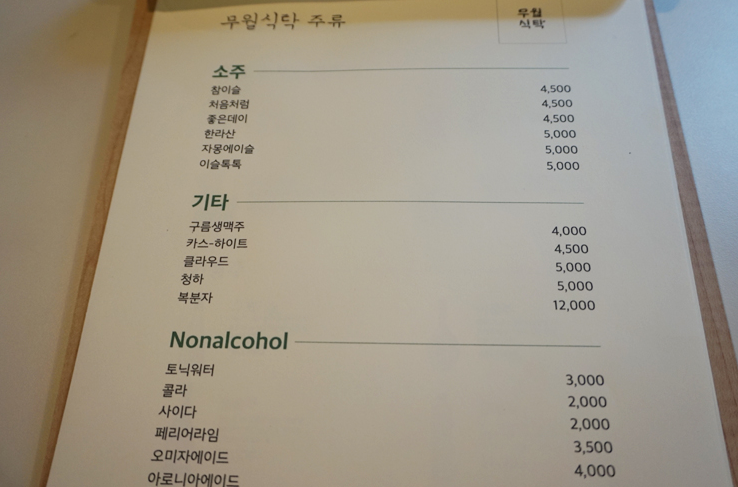 무월식탁 주류
무월
식탁
소주
참이슬 4,500
처음처럼 4,500
좋은데이 4,500
한라산 5,000
자몽에이슬 5,000
이슬톡톡 5,000
기타
구름생맥주 4,000
카스-하이트 4,500
클라우드 5,000
청하 5,000
복분자 12,000
Nonalcohol
토닉워터 3,000
콜라 2,000
사이다 2,000
페리어라임 3,500
오미자에이드 4,000
아로니아에이드